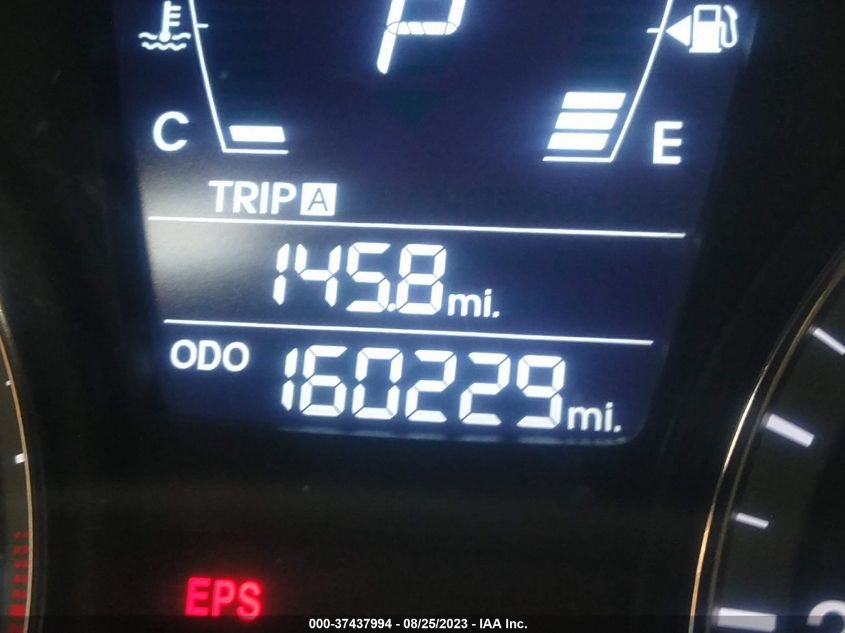 P
C E
TRIP A
145.8 mi.
ODO 160229 mi.
EPS
000-37437994 - 08/25/2023 - IAA Inc.